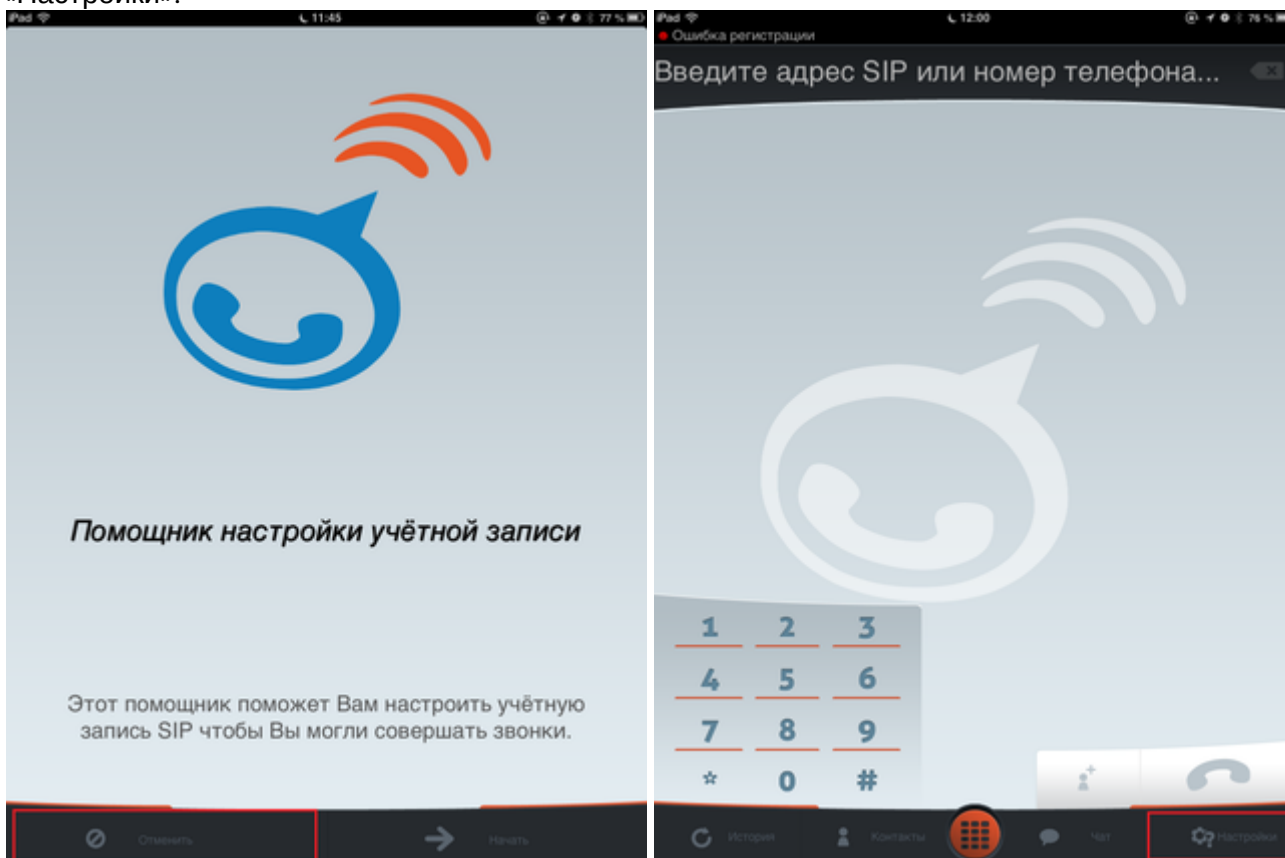 «Настройки».
iPad 11:45 77 %
Помощник настройки учётной записи
Этот помощник поможет Вам настроить учётную
запись SIP чтобы Вы могли совершать звонки.
Отменить Начать
iPad 12:00 76 %
Ошибка регистрации
Введите адрес SIP или номер телефона...
1 2 3
4 5 6
7 8 9
* 0 #
История Контакты Чат Настройки